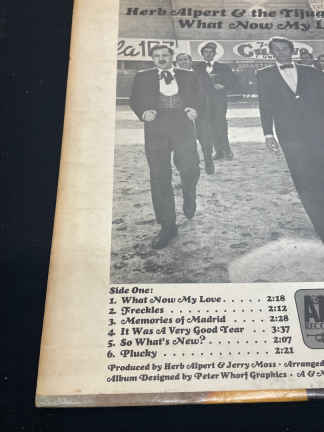 Herb Alpert & the Tijua
What Now My L
Side One:
1. What Now My Love . . . . . 2:18
2. Freckles . . . . . . . . . . . . 2:12
3. Memories of Madrid . . . . 2:28
4. It Was A Very Good Year . . 3:37
5. So What's New? . . . . . . . 2:07
6. Plucky . . . . . . . . . . . . . 2:21
Produced by Herb Alpert & Jerry Moss • Arranged
Album Designed by Peter Whorf Graphics • A & M